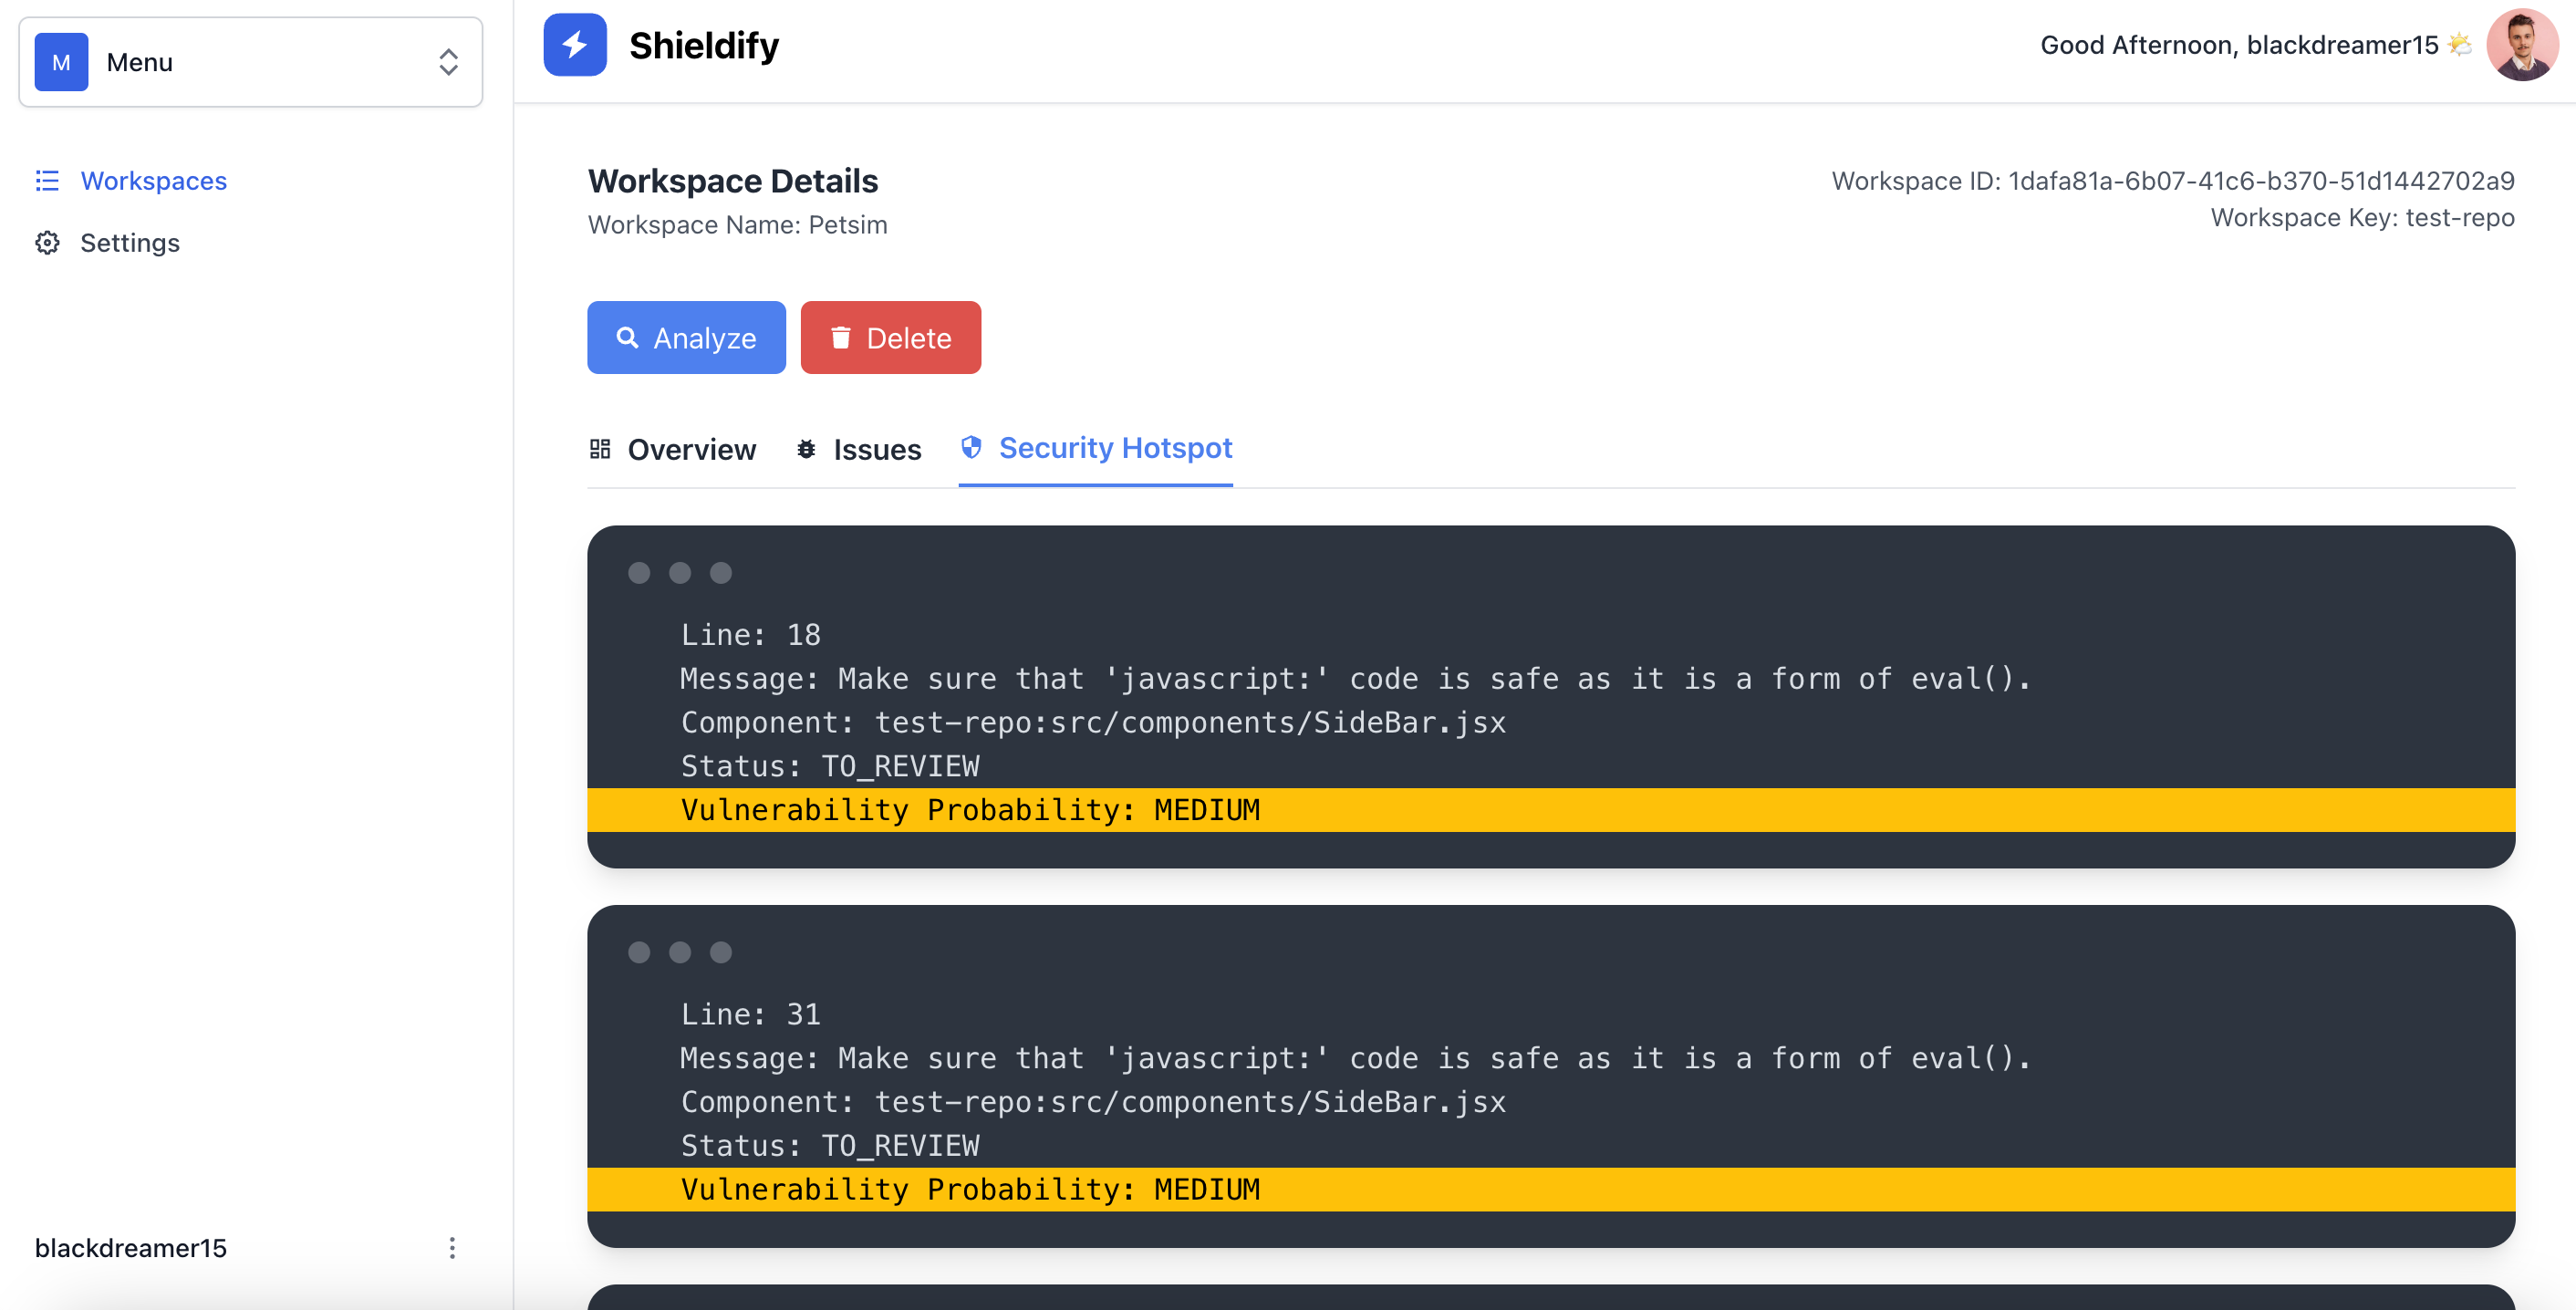 M Menu
Shieldify
Good Afternoon, blackdreamer15 🌤️
Workspaces
Settings
Workspace Details
Workspace Name: Petsim
Workspace ID: 1dafa81a-6b07-41c6-b370-51d1442702a9
Workspace Key: test-repo
Analyze Delete
Overview Issues Security Hotspot
Line: 18
Message: Make sure that 'javascript:' code is safe as it is a form of eval().
Component: test-repo:src/components/SideBar.jsx
Status: TO_REVIEW
Vulnerability Probability: MEDIUM
Line: 31
Message: Make sure that 'javascript:' code is safe as it is a form of eval().
Component: test-repo:src/components/SideBar.jsx
Status: TO_REVIEW
Vulnerability Probability: MEDIUM
blackdreamer15